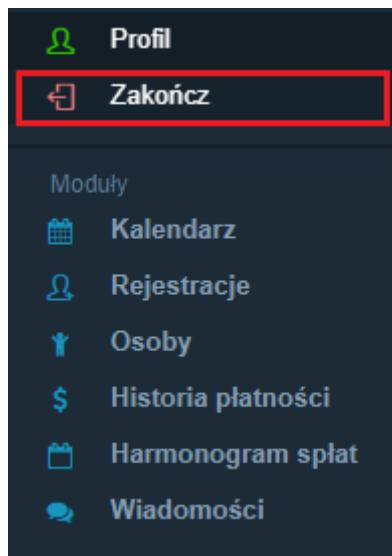 Profil
Zakończ
Moduły
Kalendarz
Rejestracje
Osoby
Historia płatności
Harmonogram spłat
Wiadomości